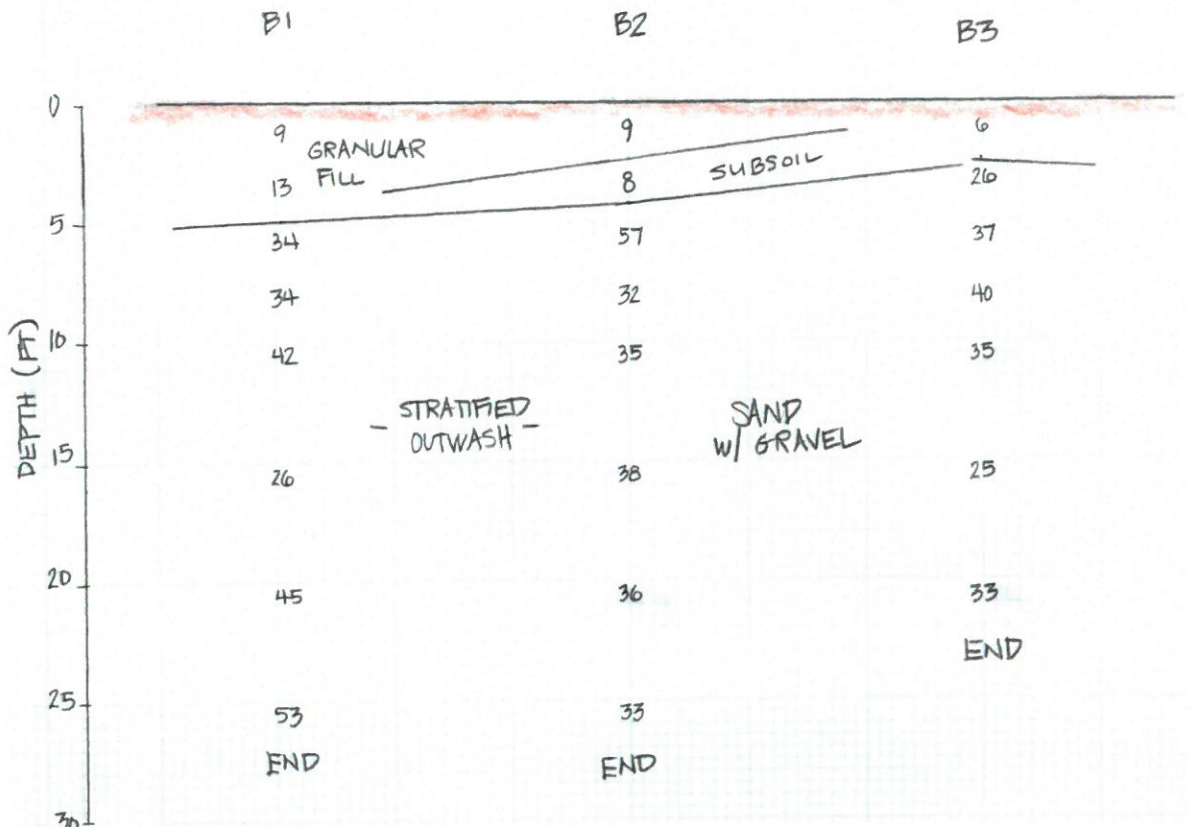 B1 B2 B3
0
9 9 6
GRANULAR
FILL
SUBSOIL
13 8 26
5
34 57 37
34 32 40
10
42 35 35
DEPTH (FT)
- STRATIFIED
OUTWASH -
SAND
W/ GRAVEL
15
26 38 25
20
45 36 33
END
25
53 33
END END
30